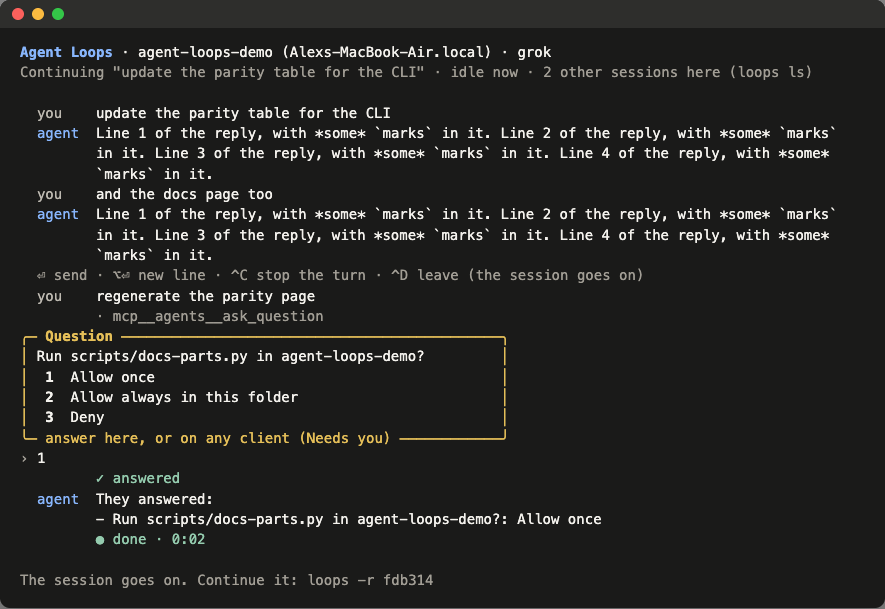 Agent Loops · agent-loops-demo (Alexs-MacBook-Air.local) · grok
Continuing "update the parity table for the CLI" · idle now · 2 other sessions here (loops ls)
you update the parity table for the CLI
agent Line 1 of the reply, with *some* `marks` in it. Line 2 of the reply, with *some* `marks`
in it. Line 3 of the reply, with *some* `marks` in it. Line 4 of the reply, with *some*
`marks` in it.
you and the docs page too
agent Line 1 of the reply, with *some* `marks` in it. Line 2 of the reply, with *some* `marks`
in it. Line 3 of the reply, with *some* `marks` in it. Line 4 of the reply, with *some*
`marks` in it.
⏎ send · ⌥⏎ new line · ^C stop the turn · ^D leave (the session goes on)
you regenerate the parity page
· mcp__agents__ask_question
Question
Run scripts/docs-parts.py in agent-loops-demo?
1 Allow once
2 Allow always in this folder
3 Deny
answer here, or on any client (Needs you)
› 1
✓ answered
agent They answered:
– Run scripts/docs-parts.py in agent-loops-demo?: Allow once
● done · 0:02
The session goes on. Continue it: loops –r fdb314